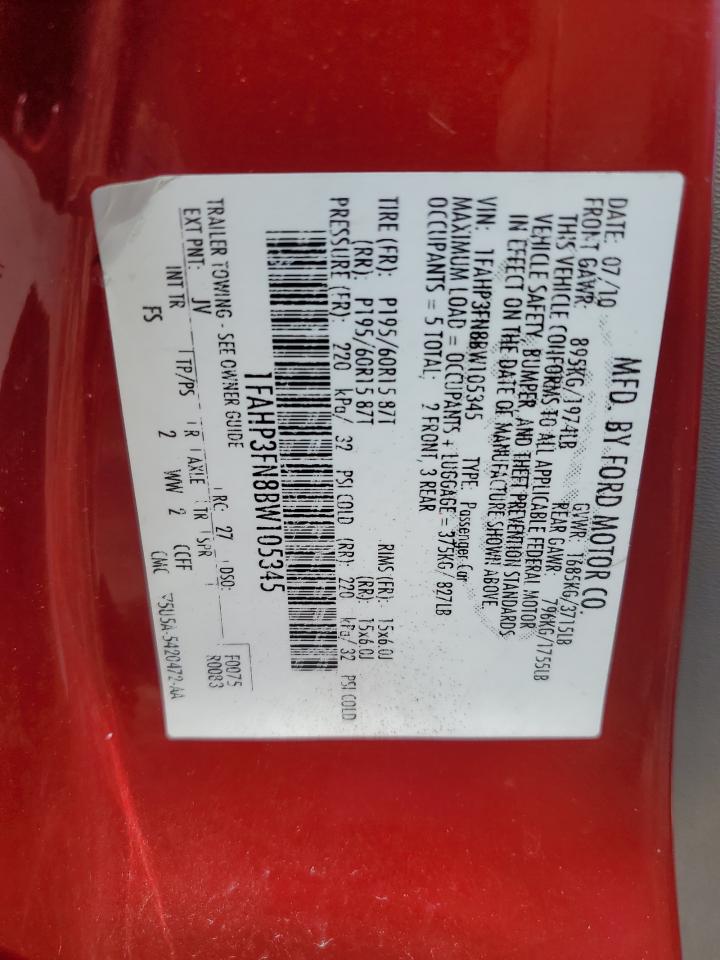 MFD. BY FORD MOTOR CO.
DATE: 07/10 GVWR: 1685KG/3715LB
FRONT GAWR: 895KG/1974LB REAR GAWR: 796KG/1755LB
THIS VEHICLE CONFORMS TO ALL APPLICABLE FEDERAL MOTOR
VEHICLE SAFETY, BUMPER, AND THEFT PREVENTION STANDARDS
IN EFFECT ON THE DATE OF MANUFACTURE SHOWN ABOVE.
VIN: 1FAHP3FN8BW105345 TYPE: Passenger Car
MAXIMUM LOAD = OCCUPANTS + LUGGAGE = 375KG/827LB
OCCUPANTS = 5 TOTAL: 2 FRONT, 3 REAR
TIRE (FR): P195/60R15 87T RIMS (FR): 15x6.0J
(RR): P195/60R15 87T (RR): 15x6.0J
PRESSURE (FR): 220 kPa/ 32 PSI COLD (RR): 220 kPa/ 32 PSI COLD
1FAHP3FN8BW105345
TRAILER TOWING - SEE OWNER GUIDE
F0075
R0083
EXT PNT: JV RC: 27 DSO:
INT TR TP/PS R AXLE TR SPR
FS 2 WW 2 CCFF
CMC 5U5A-5420472-AA